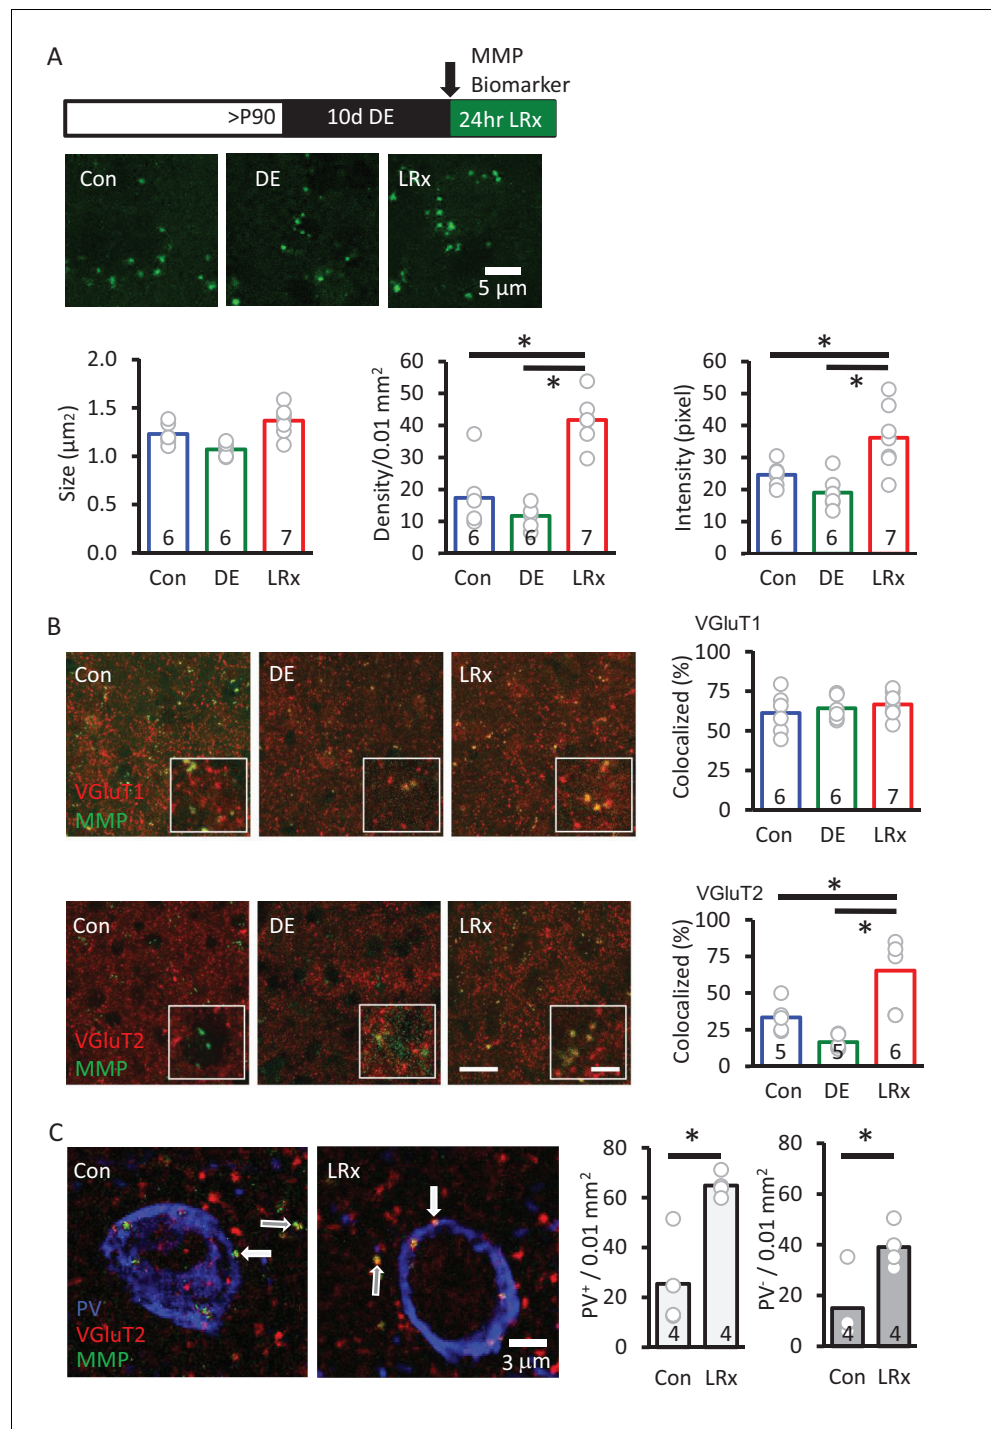 A
MMP
Biomarker
>P90
10d DE
24hr LRx
Con
DE
LRx
5 µm
Size (µm2)
2.0
1.5
1.0
0.5
0.0
6
6
7
Con
DE
LRx
Density/0.01 mm²
60
50
40
30
20
10
0
*
*
6
6
7
Con
DE
LRx
Intensity (pixel)
60
50
40
30
20
10
0
*
*
6
6
7
Con
DE
LRx
B
Con
VGluT1
MMP
DE
LRx
VGluT1
Colocalized (%)
100
75
50
25
0
6
6
7
Con
DE
LRx
Con
VGluT2
MMP
DE
LRx
VGluT2
Colocalized (%)
100
75
50
25
0
*
*
5
5
6
Con
DE
LRx
C
Con
PV
VGluT2
MMP
LRx
3 µm
PV⁺ / 0.01 mm²
80
60
40
20
0
*
4
4
Con
LRx
PV⁻ / 0.01 mm²
80
60
40
20
0
*
4
4
Con
LRx